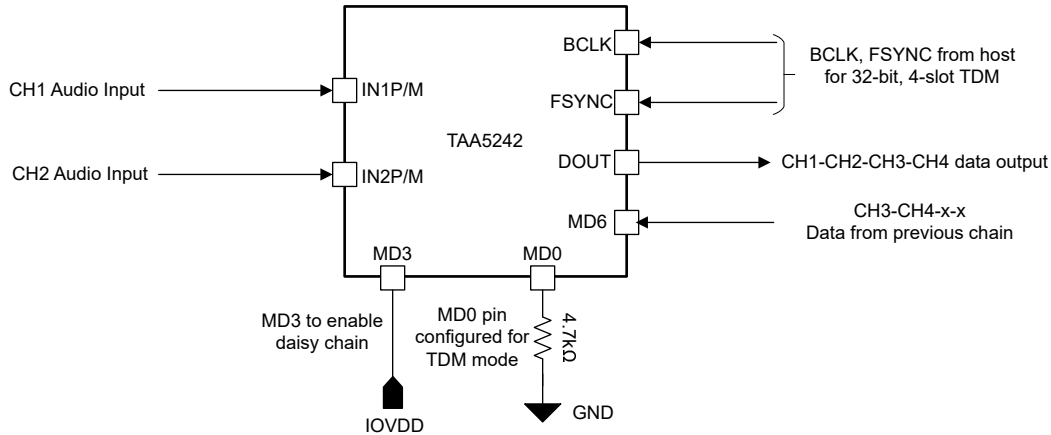 BCLK
BCLK, FSYNC from host
for 32-bit, 4-slot TDM
CH1 Audio Input
IN1P/M
FSYNC
TAA5242
DOUT
CH1-CH2-CH3-CH4 data output
CH2 Audio Input
IN2P/M
MD6
CH3-CH4-x-x
Data from previous chain
MD3
MD0
MD3 to enable
daisy chain
MD0 pin
configured for
TDM mode
4.7kΩ
IOVDD
GND